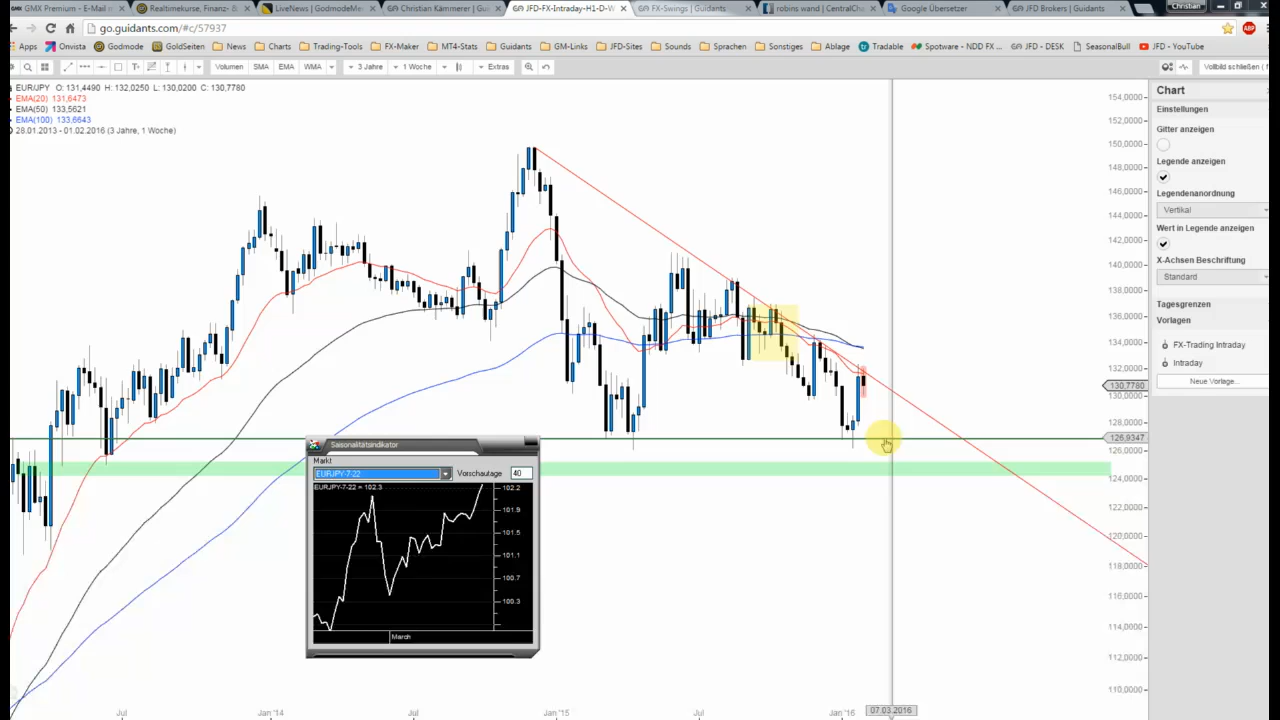 GMX Premium - E-Mail m
Realtimekurse, Finanz- &
LiveNews | GodmodeMe
Christian Kämmerer | Gu
JFD-FX-Intraday-H1-D-W
FX-Swings | Guidants
robins wand | CentralCha
Google Übersetzer
JFD Brokers | Guidants
Christian
go.guidants.com/#c/57937
Apps
Onvista
Godmode
GoldSeiten
News
Charts
Trading-Tools
FX-Maker
MT4-Stats
Guidants
GM-Links
JFD-Sites
Sounds
Sprachen
Sonstiges
Ablage
Tradable
Spotware - NDD FX ...
JFD - DESK
SeasonalBull
JFD - YouTube
Volumen
SMA
EMA
WMA
3 Jahre
1 Woche
Extras
Vollbild schließen (
EURJPY O: 131,4490 H: 132,0250 L: 130,0200 C: 130,7780
EMA(20) 131,6473
EMA(50) 133,5621
EMA(100) 133,6643
28.01.2013 - 01.02.2016 (3 Jahre, 1 Woche)
154,0000
152,0000
150,0000
148,0000
146,0000
144,0000
142,0000
140,0000
138,0000
136,0000
134,0000
132,0000
130,7780
130,0000
128,0000
126,9347
126,0000
124,0000
122,0000
120,0000
118,0000
116,0000
114,0000
112,0000
110,0000
Jul
Jan '14
Jul
Jan '15
Jul
Jan '16
07.03.2016
Chart
Einstellungen
Gitter anzeigen
Legende anzeigen
Legendenanordnung
Vertikal
Wert in Legende anzeigen
X-Achsen Beschriftung
Standard
Tagesgrenzen
Vorlagen
FX-Trading Intraday
Intraday
Neue Vorlage...
Saisonalitätsindikator
Markt
EURJPY-7-22
Vorschautage
40
EURJPY-7-22 = 102.3
102.2
101.9
101.5
101.1
100.7
100.3
March